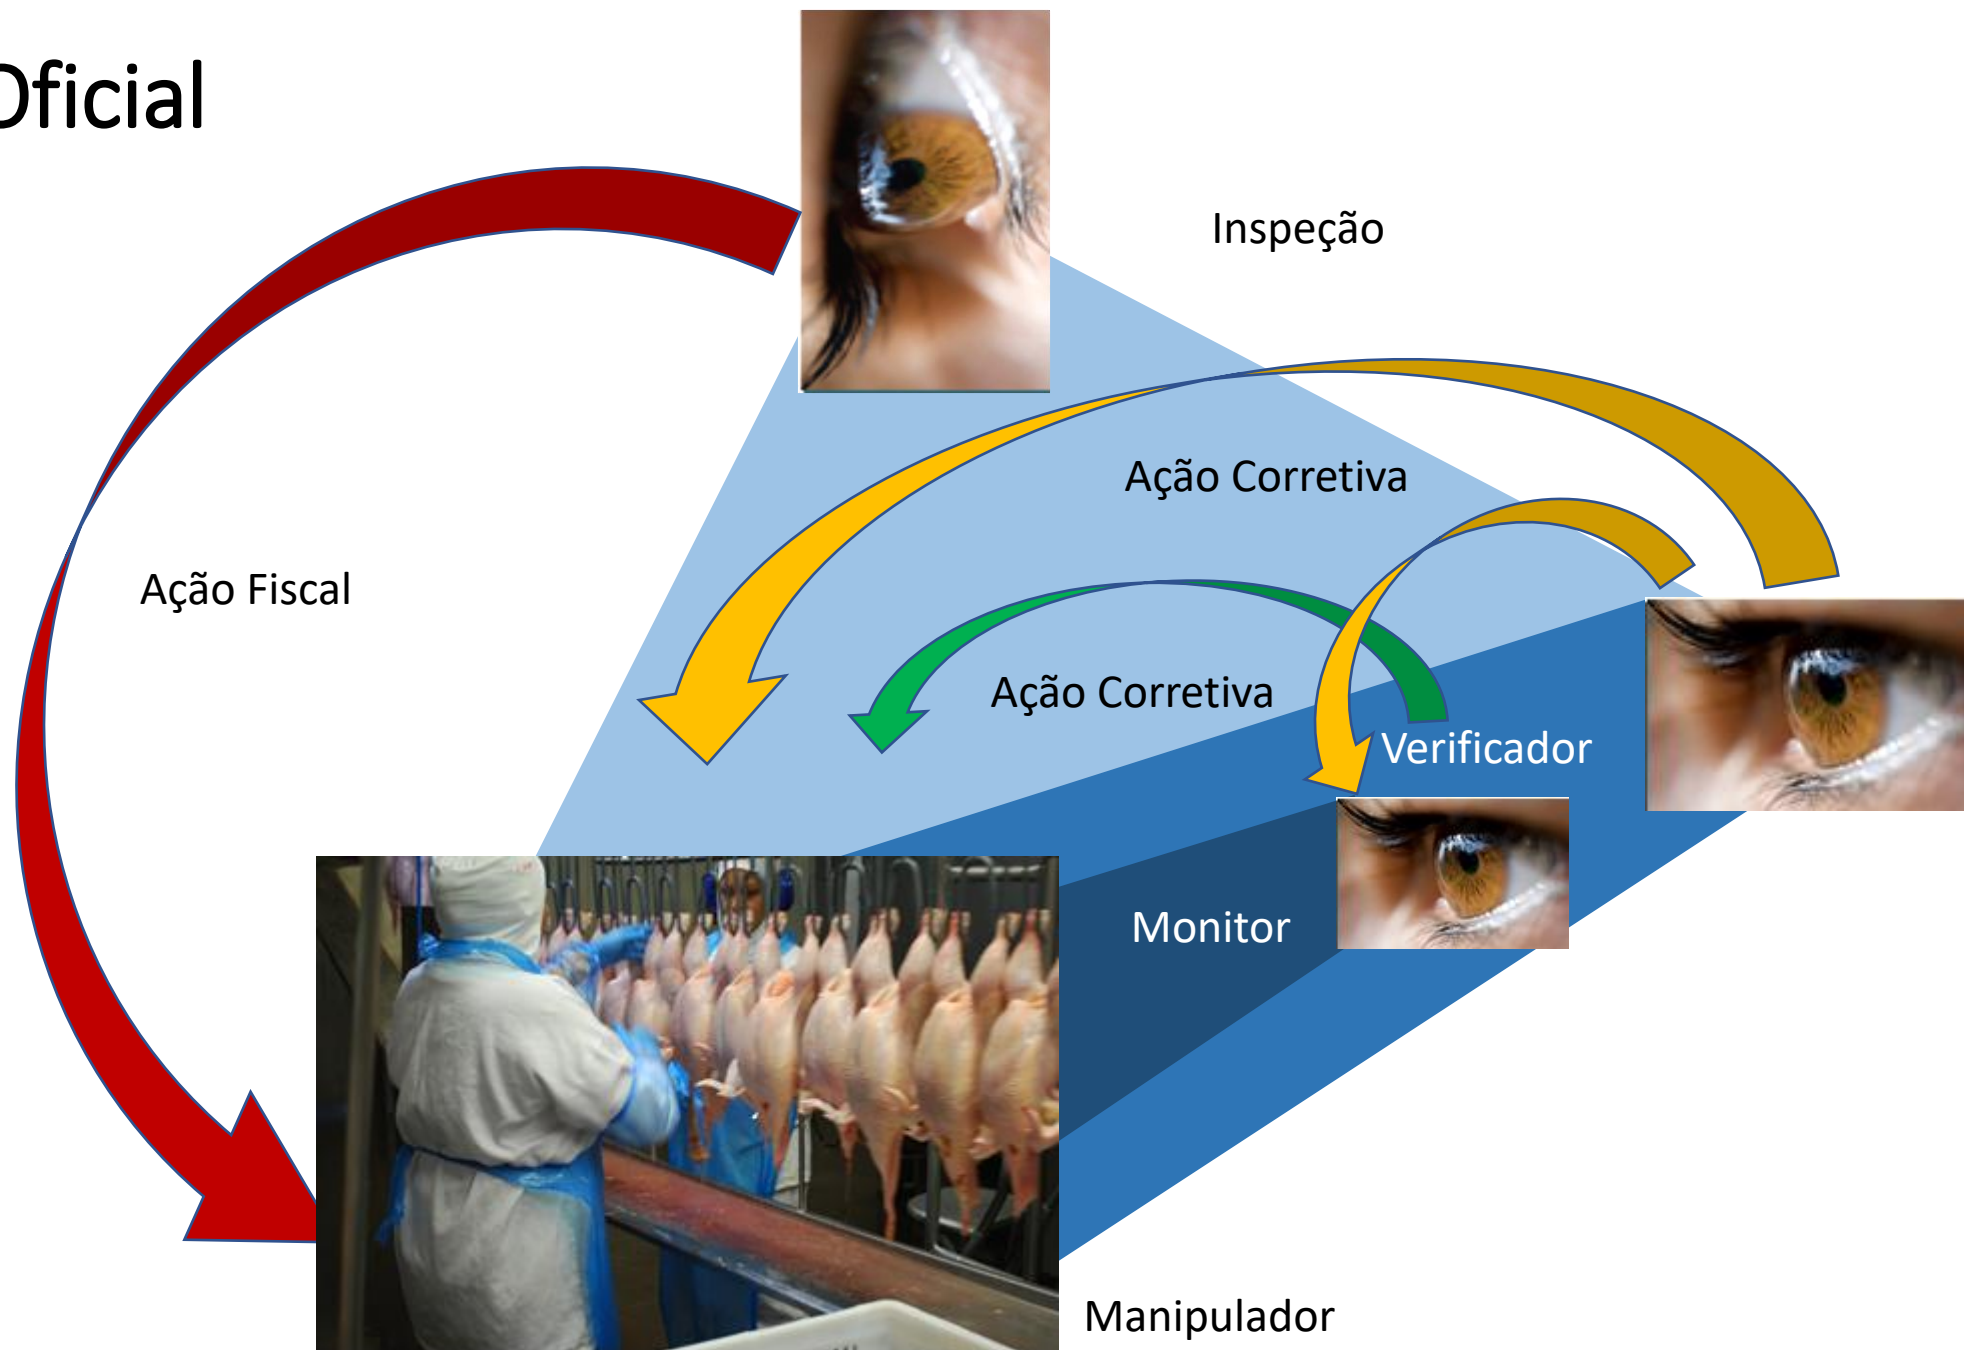 Oficial
Inspeção
Ação Corretiva
Ação Fiscal
Ação Corretiva
Verificador
Monitor
Manipulador